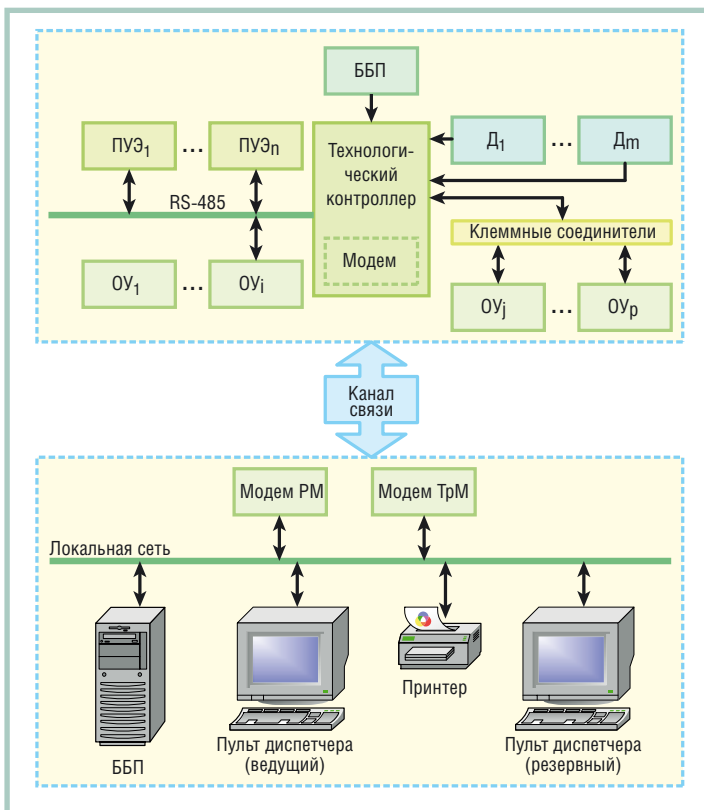 ББП
ПУЭ1 ... ПУЭn
Технологи-
ческий
контроллер
Д1 ... Дm
RS-485
Клеммные соединители
Модем
ОУ1 ... ОУi
ОУj ... ОУp
Канал
связи
Модем РМ
Модем ТрМ
Локальная сеть
Принтер
ББП
Пульт диспетчера
(ведущий)
Пульт диспетчера
(резервный)